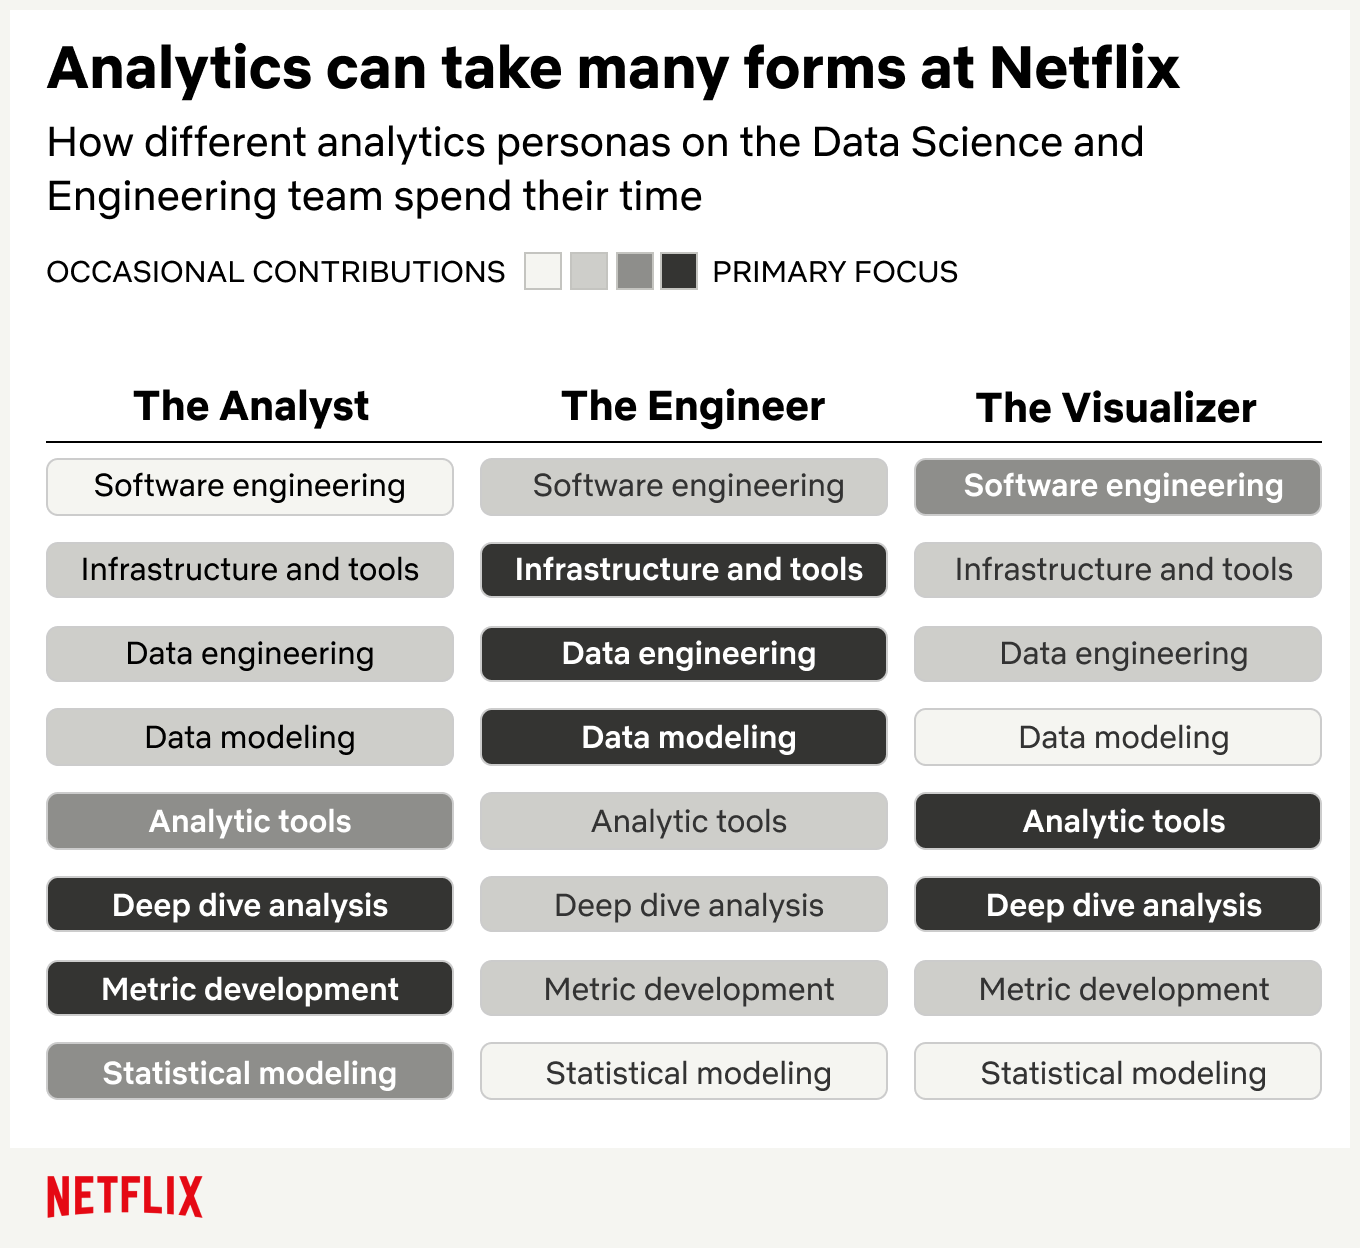 Analytics can take many forms at Netflix
How different analytics personas on the Data Science and
Engineering team spend their time
OCCASIONAL CONTRIBUTIONS PRIMARY FOCUS
The Analyst The Engineer The Visualizer
Software engineering Software engineering Software engineering
Infrastructure and tools Infrastructure and tools Infrastructure and tools
Data engineering Data engineering Data engineering
Data modeling Data modeling Data modeling
Analytic tools Analytic tools Analytic tools
Deep dive analysis Deep dive analysis Deep dive analysis
Metric development Metric development Metric development
Statistical modeling Statistical modeling Statistical modeling
NETFLIX